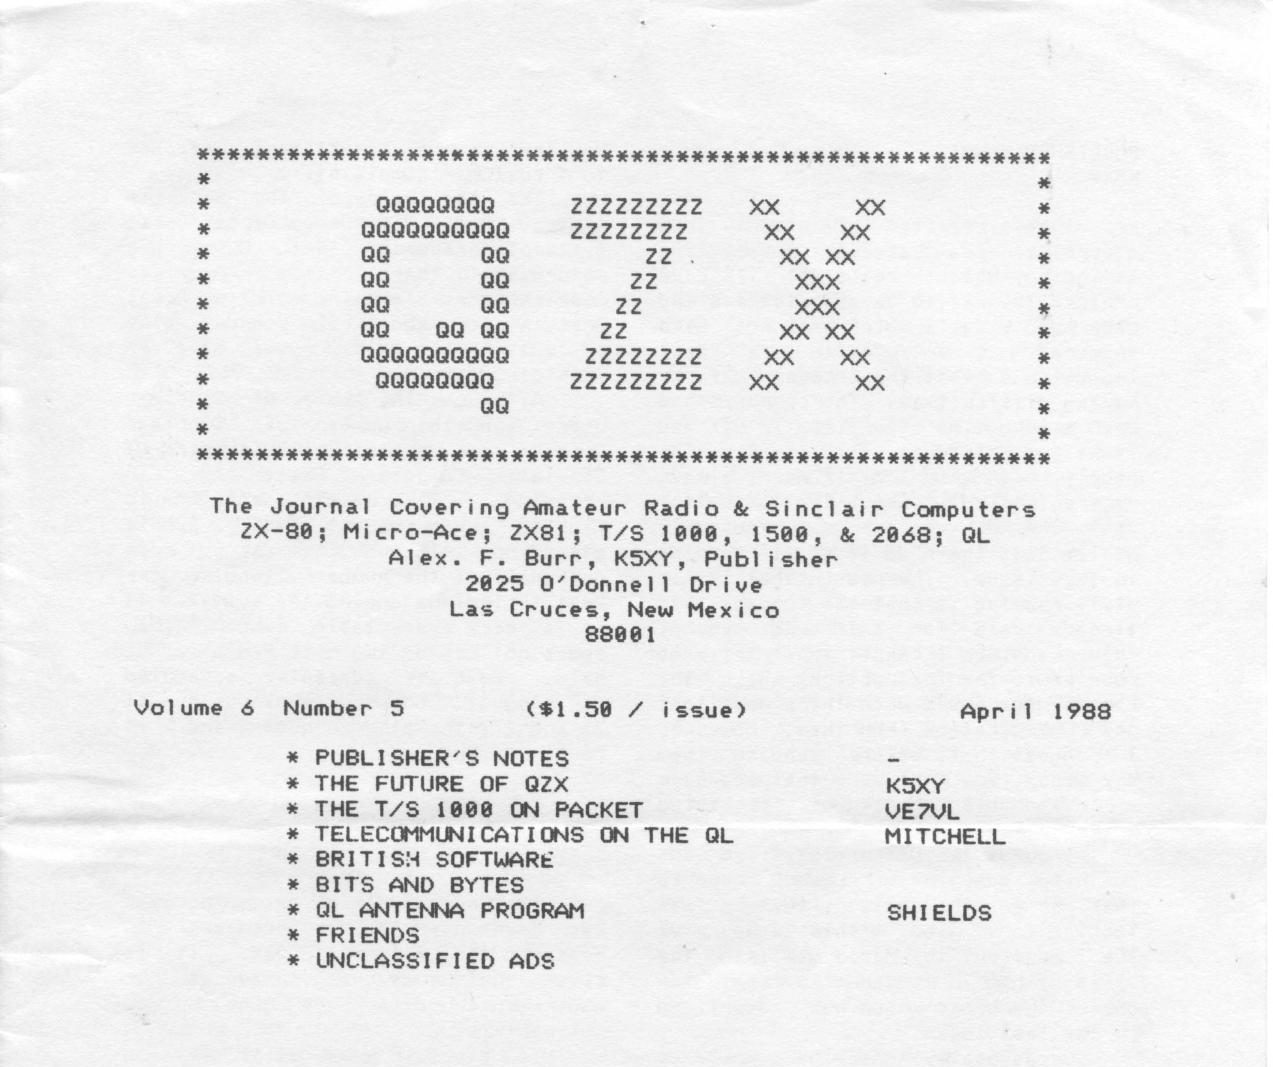 *********************************************************
* *
* QQQQQQQQ ZZZZZZZZZ XX XX *
* QQQQQQQQQQ ZZZZZZZZ XX XX *
* QQ QQ ZZ XX XX *
* QQ QQ ZZ XXX *
* QQ QQ ZZ XXX *
* QQ QQ QQ ZZ XX XX *
* QQQQQQQQQQ ZZZZZZZZ XX XX *
* QQQQQQQQ ZZZZZZZZZ XX XX *
* QQ *
* *
*********************************************************
The Journal Covering Amateur Radio & Sinclair Computers
ZX-80; Micro-Ace; ZX81; T/S 1000, 1500, & 2068; QL
Alex. F. Burr, K5XY, Publisher
2025 O'Donnell Drive
Las Cruces, New Mexico
88001
Volume 6 Number 5 ($1.50 / issue) April 1988
* PUBLISHER'S NOTES -
* THE FUTURE OF QZX K5XY
* THE T/S 1000 ON PACKET VE7VL
* TELECOMMUNICATIONS ON THE QL MITCHELL
* BRITISH SOFTWARE
* BITS AND BYTES
* QL ANTENNA PROGRAM SHIELDS
* FRIENDS
* UNCLASSIFIED ADS